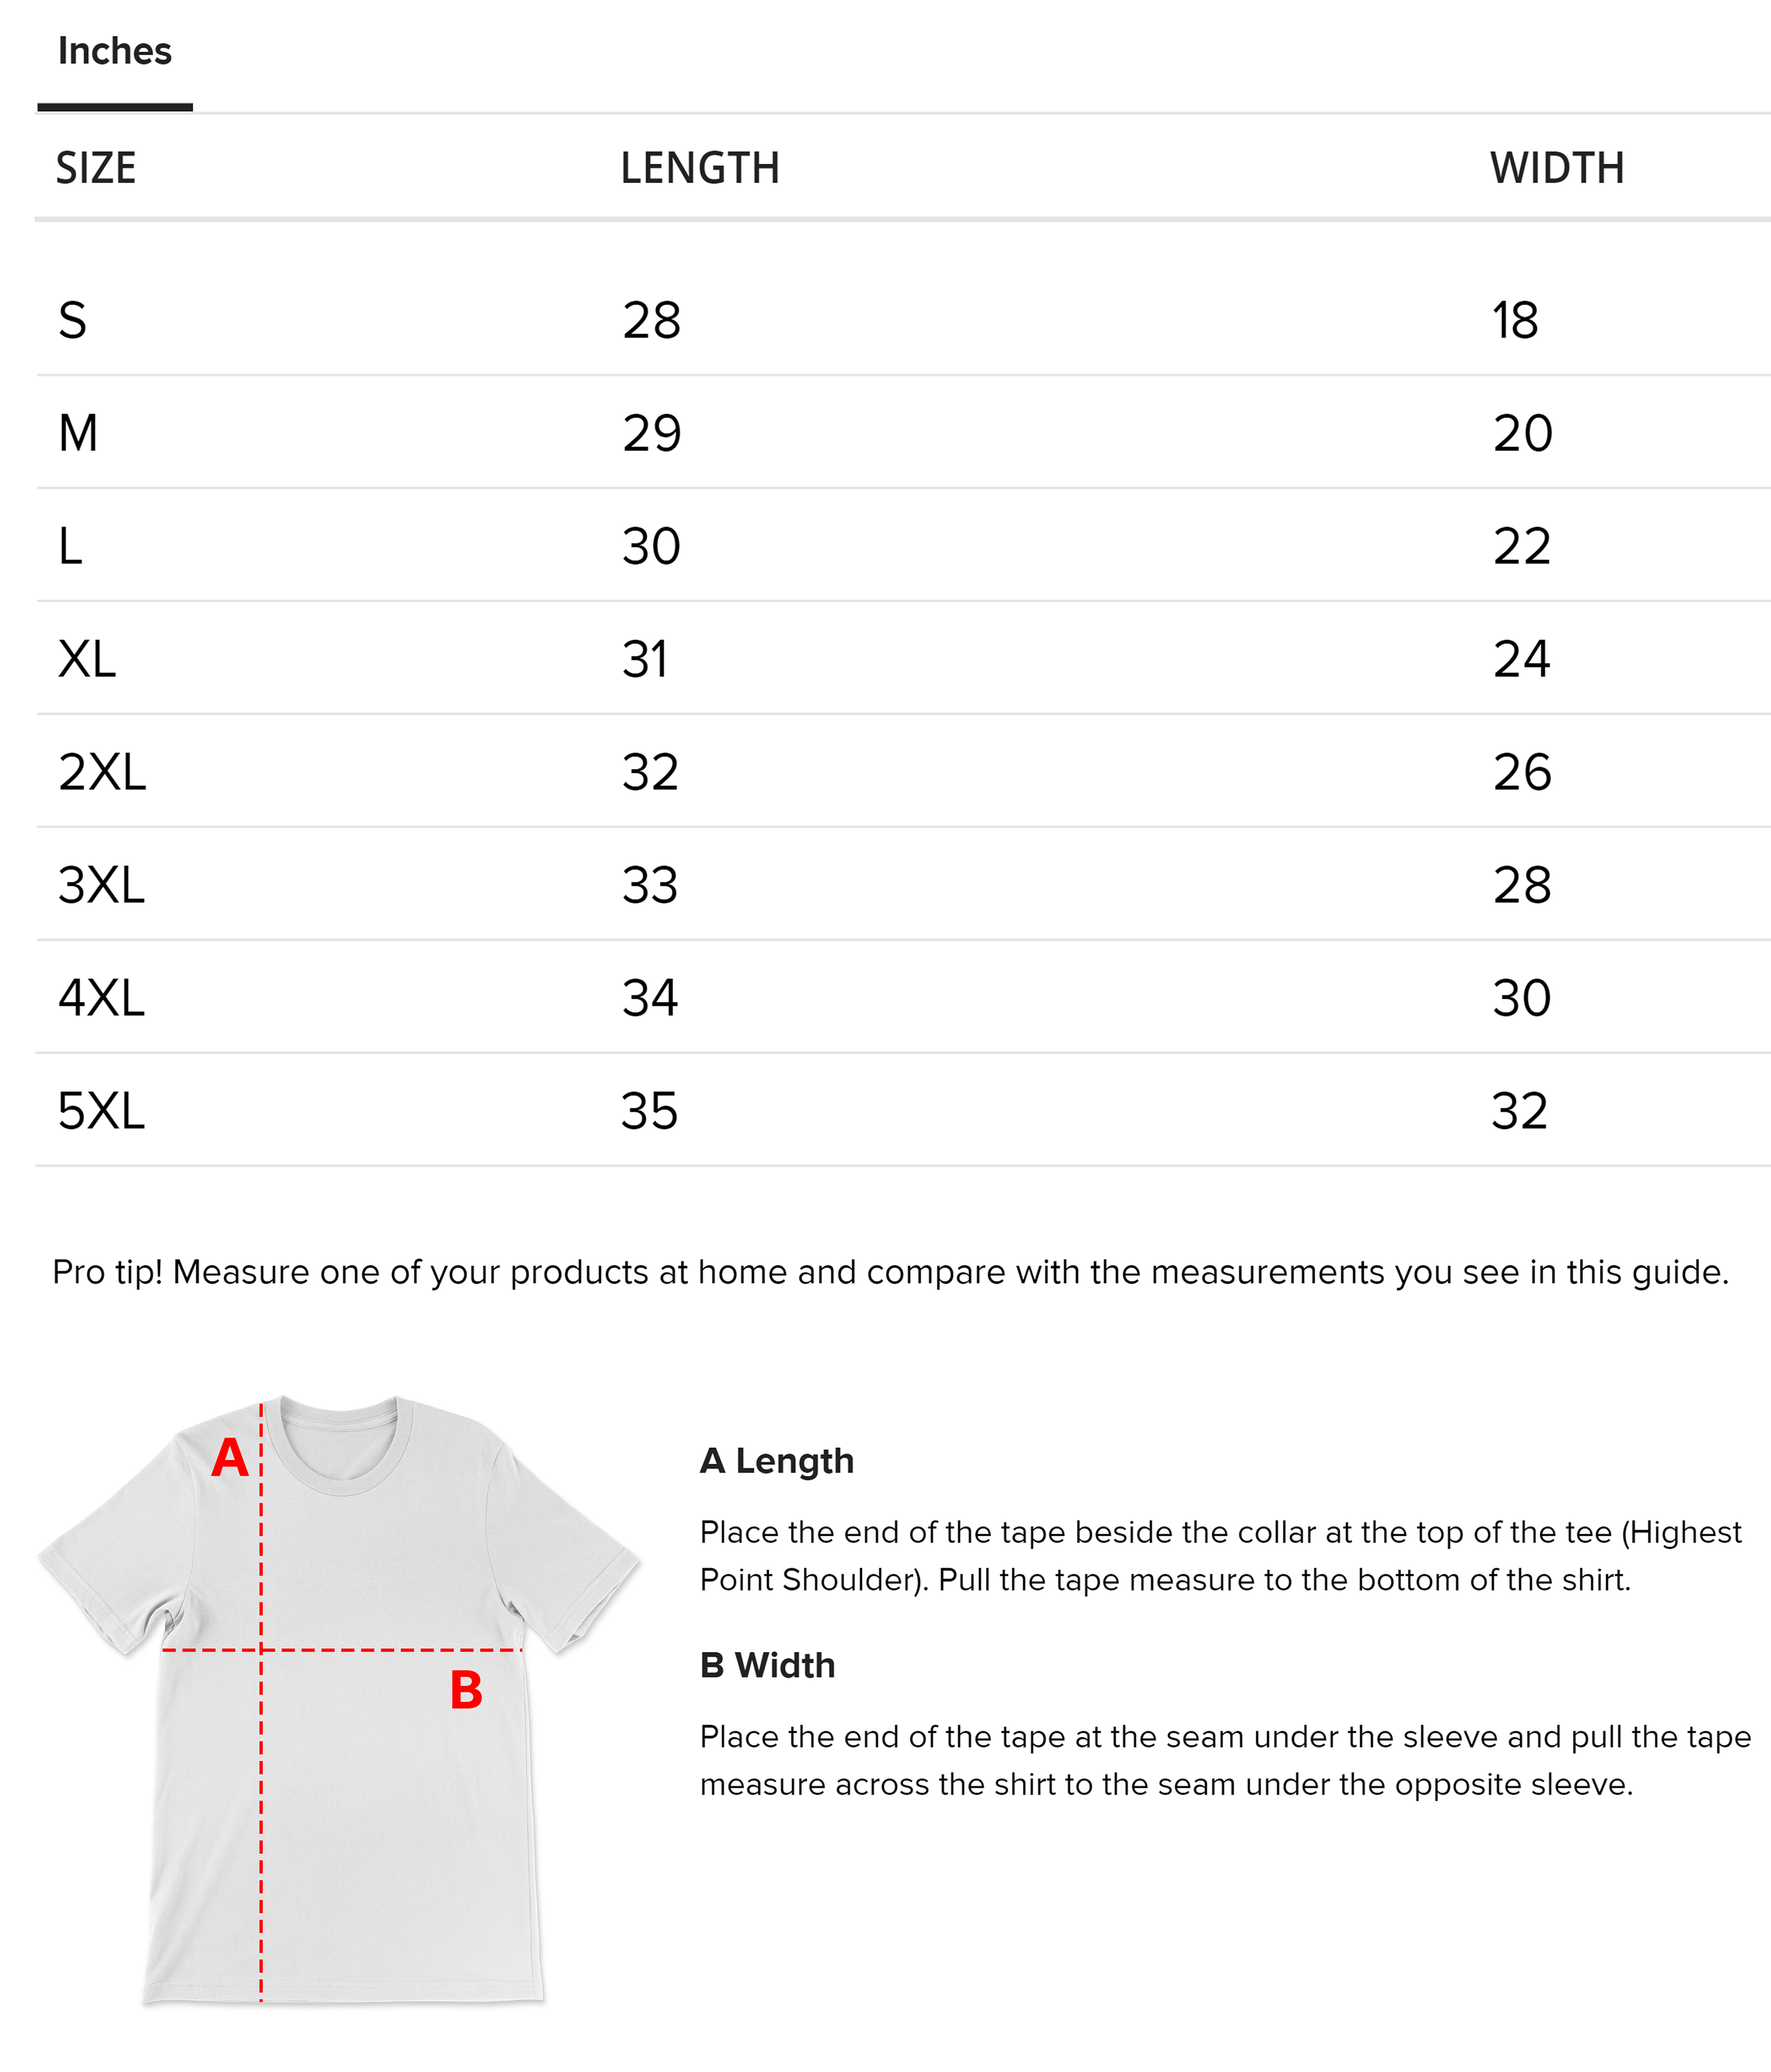 Inches
SIZE LENGTH WIDTH
S 28 18
M 29 20
L 30 22
XL 31 24
2XL 32 26
3XL 33 28
4XL 34 30
5XL 35 32
Pro tip! Measure one of your products at home and compare with the measurements you see in this guide.
A
B
A Length
Place the end of the tape beside the collar at the top of the tee (Highest
Point Shoulder). Pull the tape measure to the bottom of the shirt.
B Width
Place the end of the tape at the seam under the sleeve and pull the tape
measure across the shirt to the seam under the opposite sleeve.